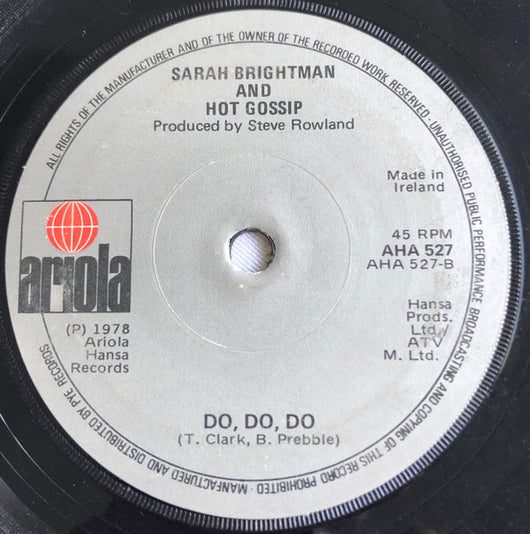 ALL RIGHTS OF THE MANUFACTURER AND OF THE OWNER OF THE RECORDED WORK RESERVED · UNAUTHORISED PUBLIC PERFORMANCE BROADCASTING AND COPYING OF THIS RECORD PROHIBITED · MANUFACTURED AND DISTRIBUTED BY PYE RECORDS
SARAH BRIGHTMAN
AND
HOT GOSSIP
Produced by Steve Rowland
Made in
Ireland
45 RPM
AHA 527
AHA 527-B
ariola
(P) 1978
Ariola
Hansa
Records
Hansa
Prods.
Ltd./
ATV
M. Ltd.
DO, DO, DO
(T. Clark, B. Prebble)